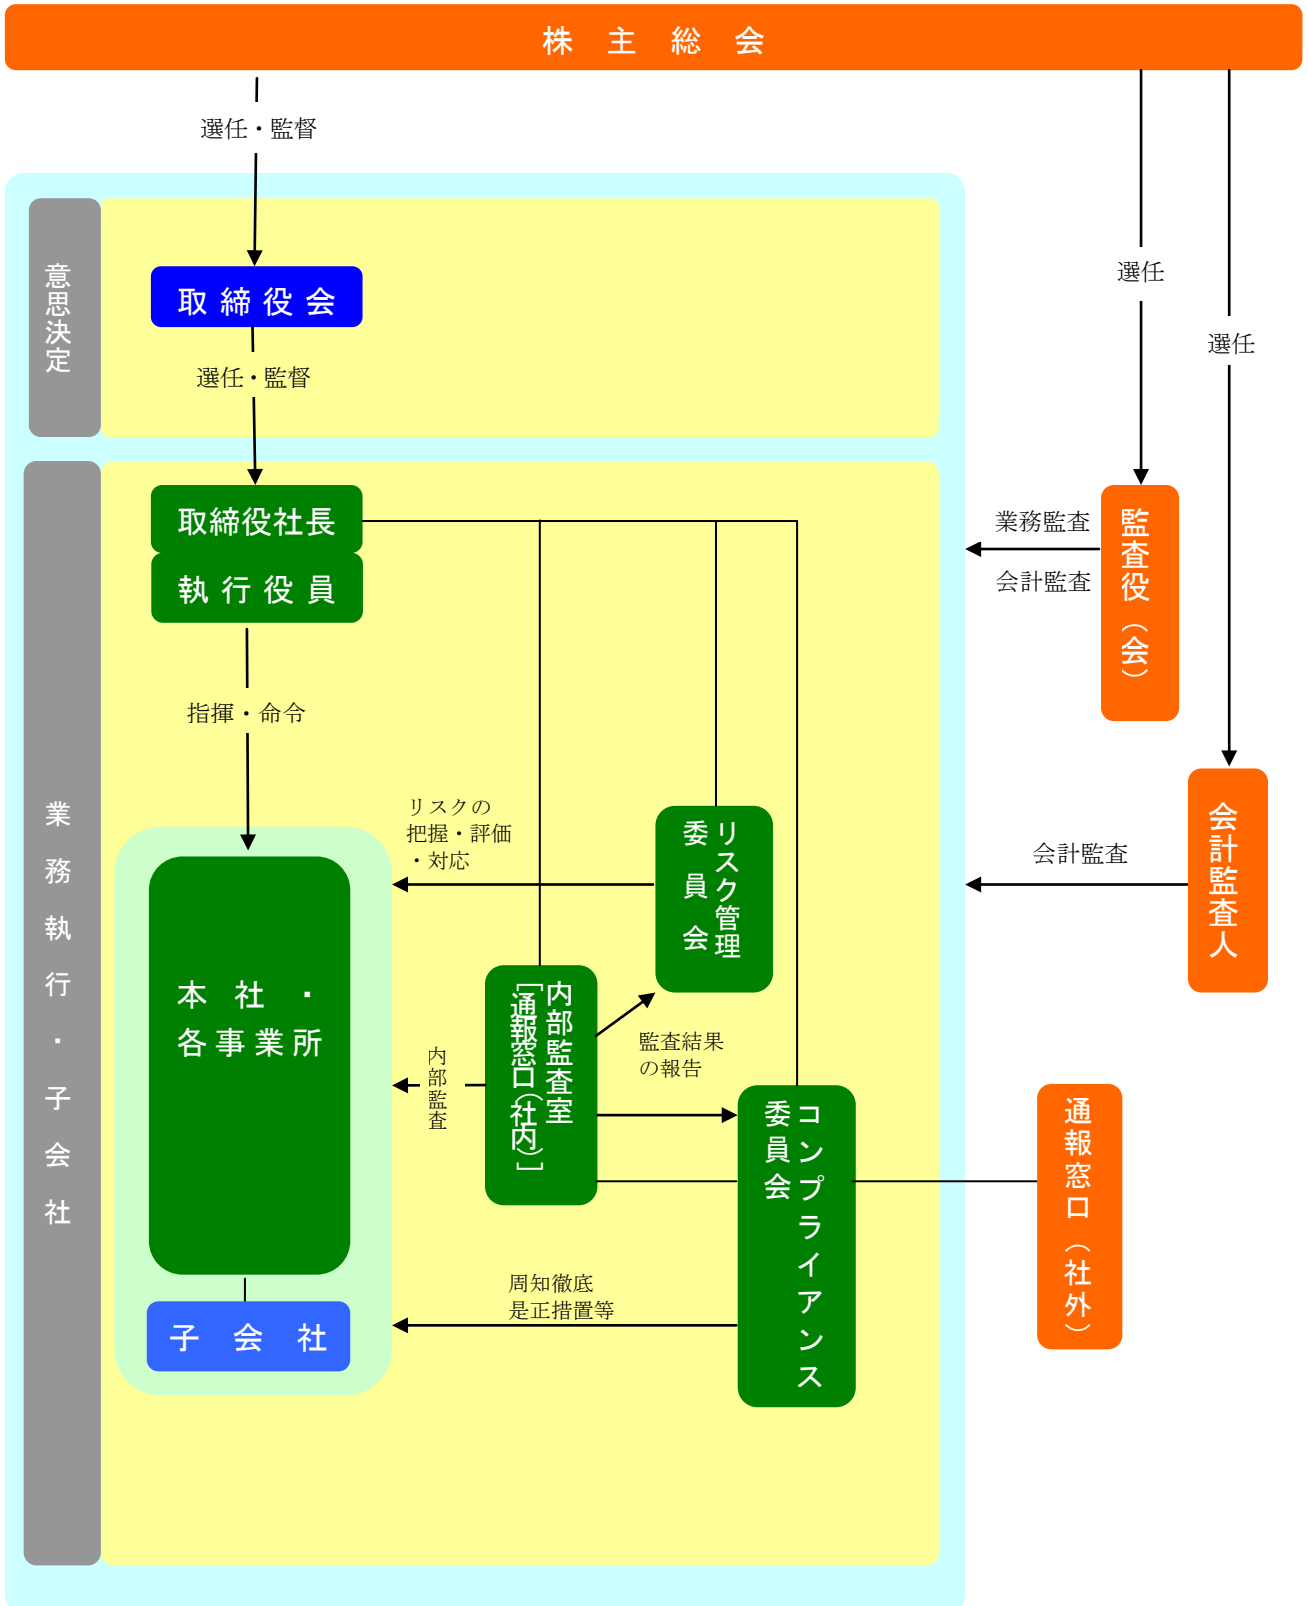 株主総会
選任・監督
意思決定
取締役会
選任・監督
選任
選任
業務執行・子会社
取締役社長
執行役員
指揮・命令
業務監査
会計監査
監査役（会）
会計監査
会計監査人
リスクの
把握・評価
・対応
リスク管理
委員会
本社・
各事業所
子会社
内部監査
内部監査室
［通報窓口（社内）］
監査結果
の報告
コンプライアンス
委員会
周知徹底
是正措置等
通報窓口（社外）